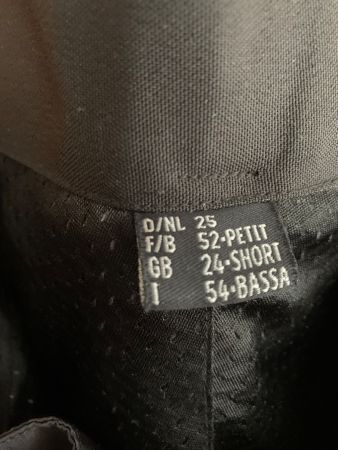 D/NL 25
F/B 52-PETIT
GB 24-SHORT
I 54-BASSA